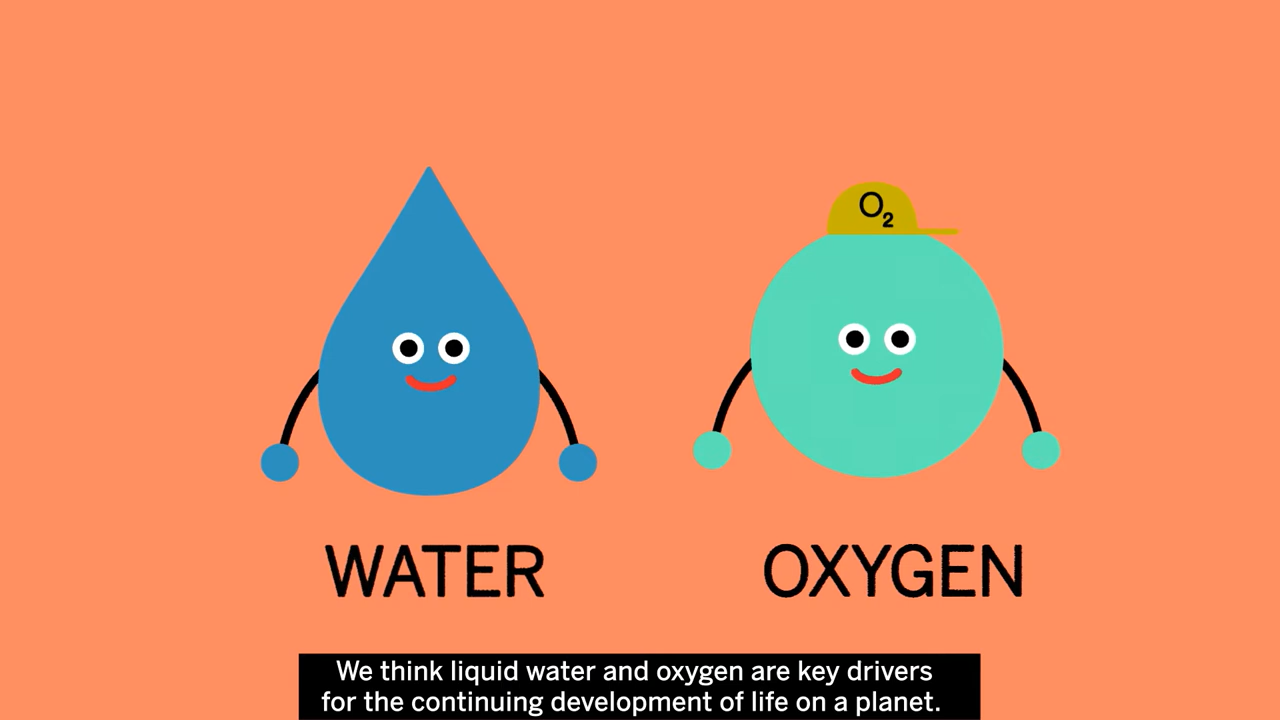 O₂
WATER
OXYGEN
We think liquid water and oxygen are key drivers
for the continuing development of life on a planet.